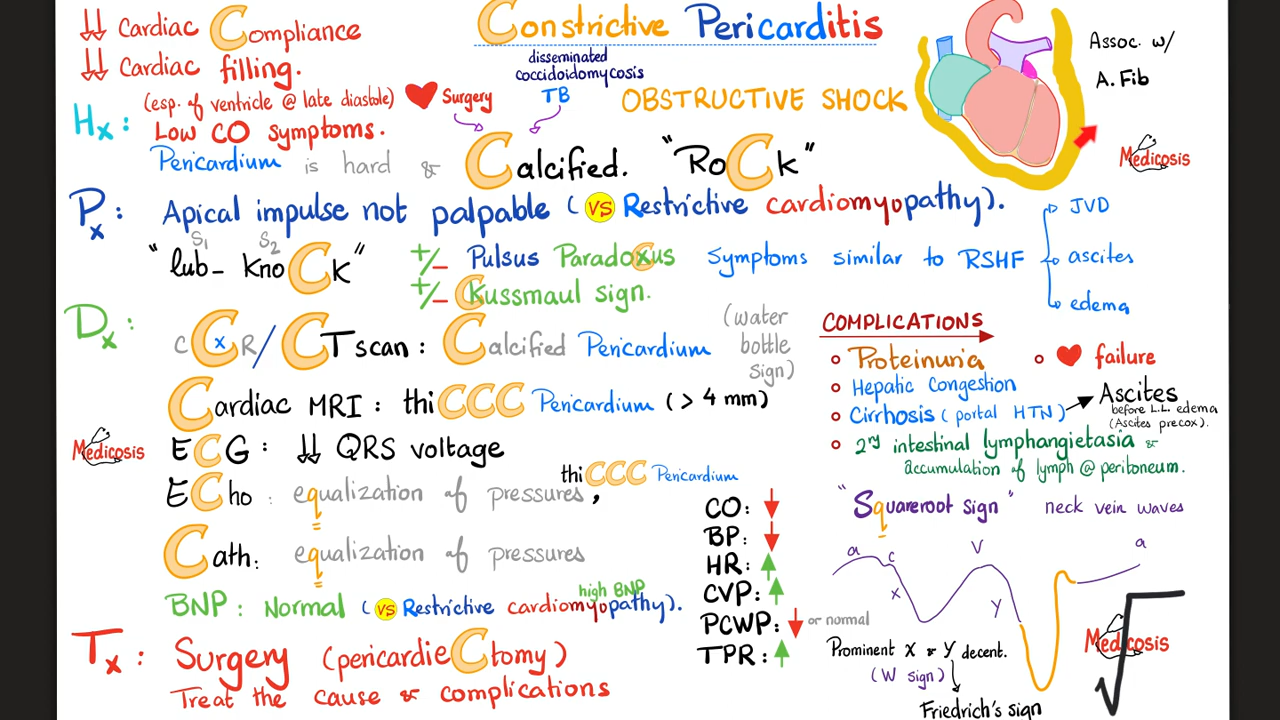 Constrictive Pericarditis
↓↓ Cardiac Compliance
↓↓ Cardiac filling.
(esp. of ventricle @ late diastole)
Hx: Low CO symptoms.
disseminated
coccidoidomycosis
Surgery
TB
OBSTRUCTIVE SHOCK
Assoc. w/
A. Fib
Medicosis
Pericardium is hard & Calcified. "RoCk"
Px: Apical impulse not palpable (VS Restrictive cardiomyopathy).
S1 S2
"lub- knoCk"
+/- Pulsus Paradoxus
+/- Kussmaul sign.
Symptoms similar to RSHF
JVD
ascites
edema
Dx:
CxR/CT scan: Calcified Pericardium
(water
bottle
sign)
Cardiac MRI: thiCCC Pericardium (> 4 mm)
Medicosis
ECG: ↓↓ QRS voltage
ECho: equalization of pressures, thiCCC Pericardium
Cath: equalization of pressures
BNP: Normal (VS Restrictive cardiomyopathy).
high BNP
Tx: Surgery (pericardieCtomy)
Treat the cause & complications
CO: ↓
BP: ↓
HR: ↑
CVP: ↑
PCWP: ↓ or normal
TPR: ↑
COMPLICATIONS
Proteinuria
failure
Hepatic Congestion
Cirrhosis (portal HTN) → Ascites
before L.L. edema
(Ascites precox).
2ry intestinal lymphangietasia &
accumulation of lymph @ peritoneum.
"Squareroot sign" neck vein waves
a c V a
x y
Medicosis
Prominent X & Y decent.
(W sign)
Friedrich's sign